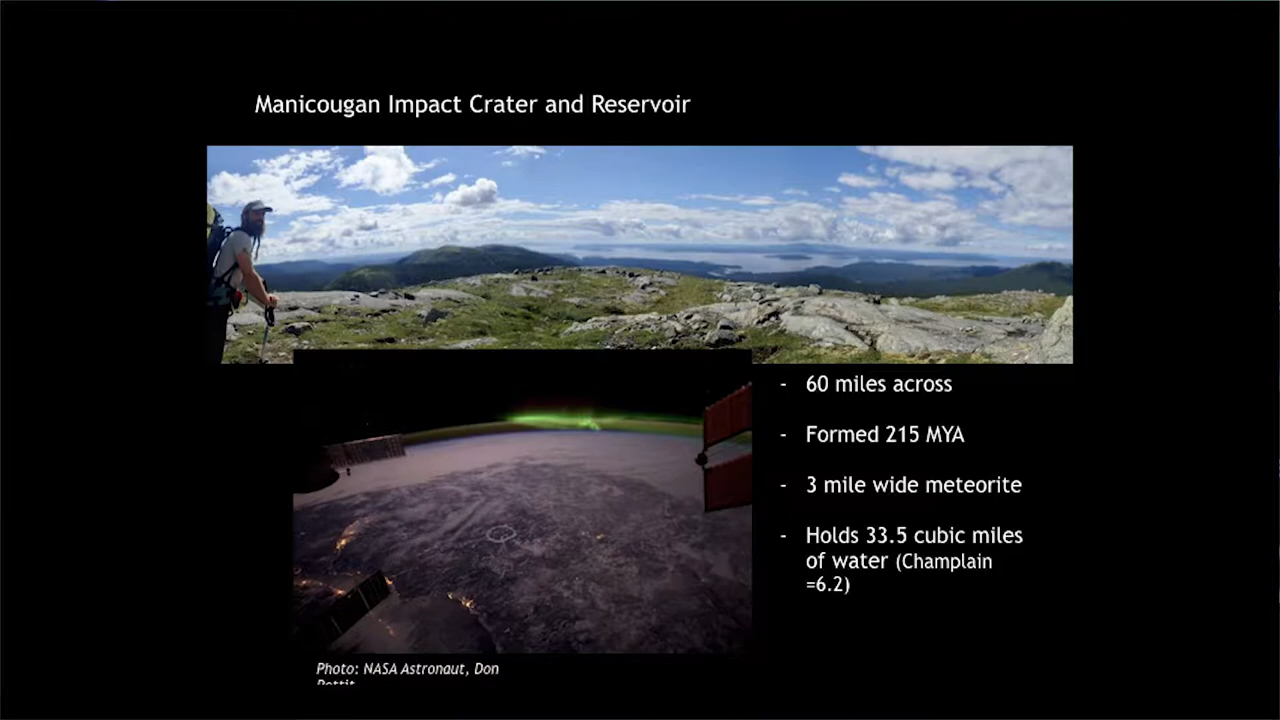 Manicougan Impact Crater and Reservoir
- 60 miles across
- Formed 215 MYA
- 3 mile wide meteorite
- Holds 33.5 cubic miles
of water (Champlain
=6.2)
Photo: NASA Astronaut, Don
Pettit